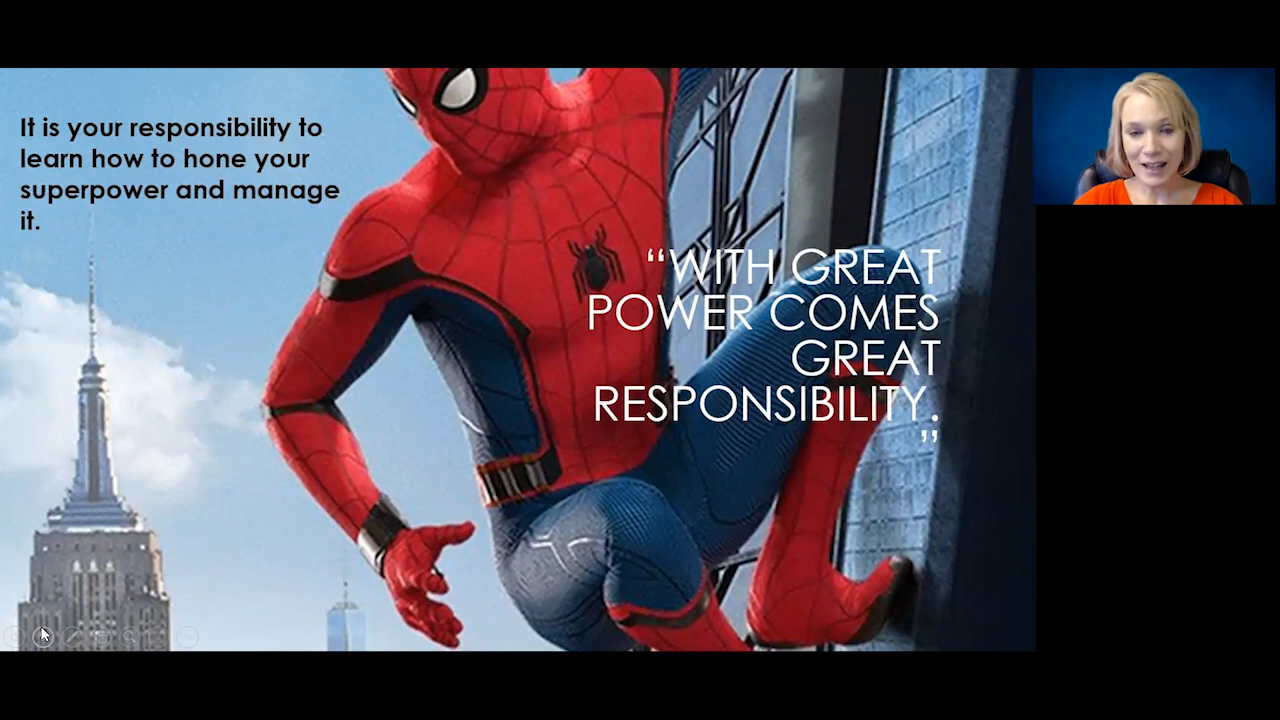 It is your responsibility to
learn how to hone your
superpower and manage
it.
“WITH GREAT
POWER COMES
GREAT
RESPONSIBILITY.
”